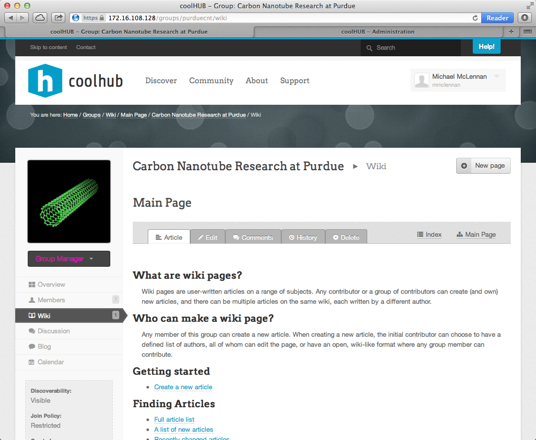 coolHUB - Group: Carbon Nanotube Research at Purdue
https 172.16.108.128/groups/purduecnt/wiki
Reader
coolHUB - Group: Carbon Nanotube Research at Purdue
coolHUB - Administration
Skip to content Contact
Search
Help!
h coolhub
Discover Community About Support
Michael McLennan
mmclennan
You are here: Home / Groups / Wiki / Main Page / Carbon Nanotube Research at Purdue / Wiki
Carbon Nanotube Research at Purdue ▸ Wiki
New page
Main Page
Article Edit Comments History Delete
Index Main Page
Group Manager
Overview
Members
Wiki
Discussion
Blog
Calendar
Discoverability:
Visible
Join Policy:
Restricted
What are wiki pages?
Wiki pages are user-written articles on a range of subjects. Any contributor or a group of contributors can create (and own)
new articles, and there can be multiple articles on the same wiki, each written by a different author.
Who can make a wiki page?
Any member of this group can create a new article. When creating a new article, the initial contributor can choose to have a
defined list of authors, all of whom can edit the page, or have an open, wiki-like format where any group member can
contribute.
Getting started
• Create a new article
Finding Articles
• Full article list
• A list of new articles
• Recently changed articles